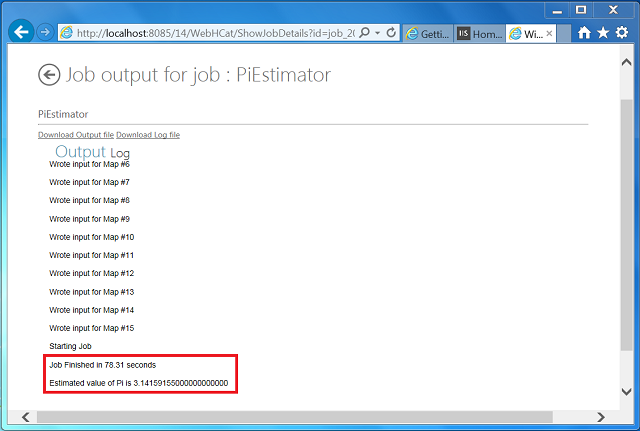 http://localhost:8085/14/WebHCat/ShowJobDetails?id=job_20
Getti...
IIS
Hom...
Wi...
Job output for job : PiEstimator
PiEstimator
Download Output file Download Log file
Output Log
Wrote input for Map #6
Wrote input for Map #7
Wrote input for Map #8
Wrote input for Map #9
Wrote input for Map #10
Wrote input for Map #11
Wrote input for Map #12
Wrote input for Map #13
Wrote input for Map #14
Wrote input for Map #15
Starting Job
Job Finished in 78.31 seconds
Estimated value of Pi is 3.14159155000000000000